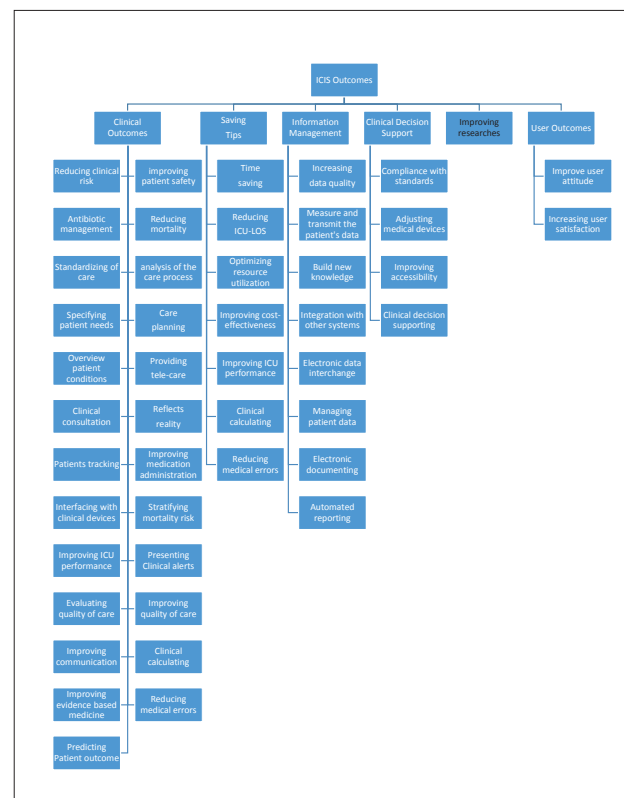 ICIS Outcomes
Clinical
Outcomes
Saving
Tips
Information
Management
Clinical Decision
Support
Improving
researches
User Outcomes
Reducing clinical
risk
Improving
patient safety
Antibiotic
management
Reducing
mortality
Standardizing of
care
analysis of the
care process
Specifying
patient needs
Care
planning
Overview
patient
conditions
Providing
tele-care
Clinical
consultation
Reflects
reality
Patients tracking
Improving
medication
administration
Interfacing with
clinical devices
Stratifying
mortality risk
Improving ICU
performance
Presenting
Clinical alerts
Evaluating
quality of care
Improving
quality of care
Improving
communication
Clinical
calculating
Improving
evidence based
medicine
Reducing
medical errors
Predicting
Patient outcome
Time
saving
Reducing
ICU-LOS
Optimizing
resource
utilization
Improving cost-
effectiveness
Improving ICU
performance
Clinical
calculating
Reducing
medical errors
Increasing
data quality
Measure and
transmit the
patient's data
Build new
knowledge
Integration with
other systems
Electronic data
interchange
Managing
patient data
Electronic
documenting
Automated
reporting
Compliance with
standards
Adjusting
medical devices
Improving
accessibility
Clinical decision
supporting
Improve user
attitude
Increasing user
satisfaction